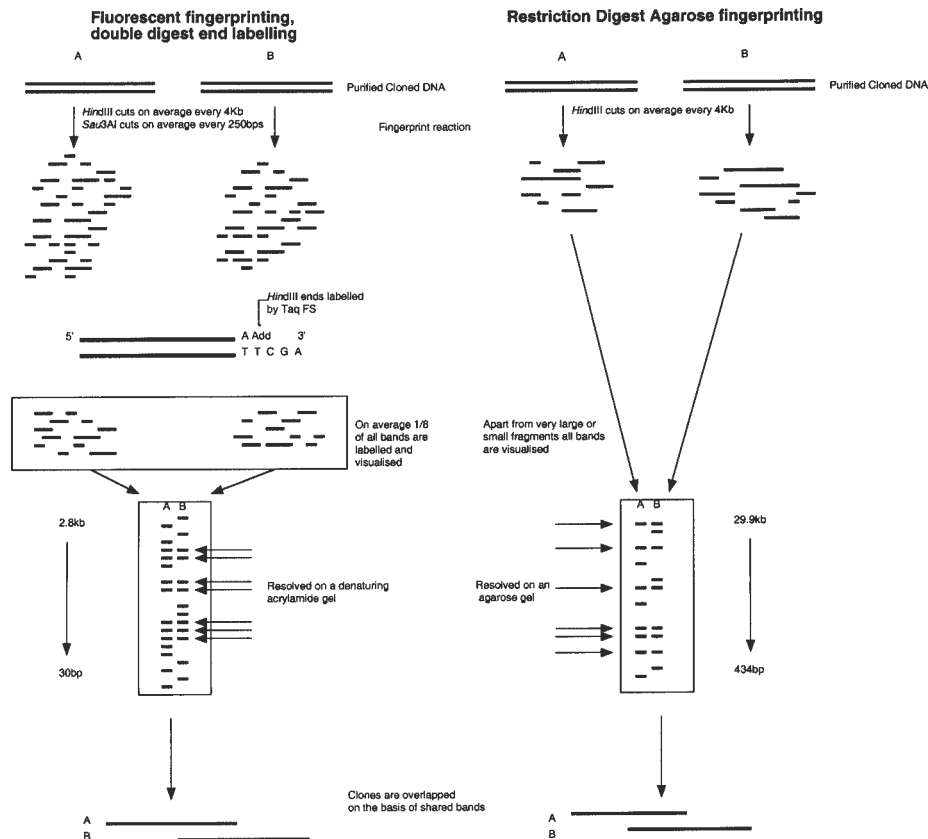 Fluorescent fingerprinting,
double digest end labelling
A
B
Purified Cloned DNA
HindIII cuts on average every 4Kb
Sau3AI cuts on average every 250bps
Fingerprint reaction
HindIII ends labelled
by Taq FS
5'
A Add
3'
T T C G A
On average 1/8
of all bands are
labelled and
visualised
A B
2.8kb
Resolved on a denaturing
acrylamide gel
30bp
Restriction Digest Agarose fingerprinting
A
B
Purified Cloned DNA
HindIII cuts on average every 4Kb
Apart from very large or
small fragments all bands
are visualised
A B
29.9kb
Resolved on an
agarose gel
434bp
Clones are overlapped
on the basis of shared bands
A
B
A
B